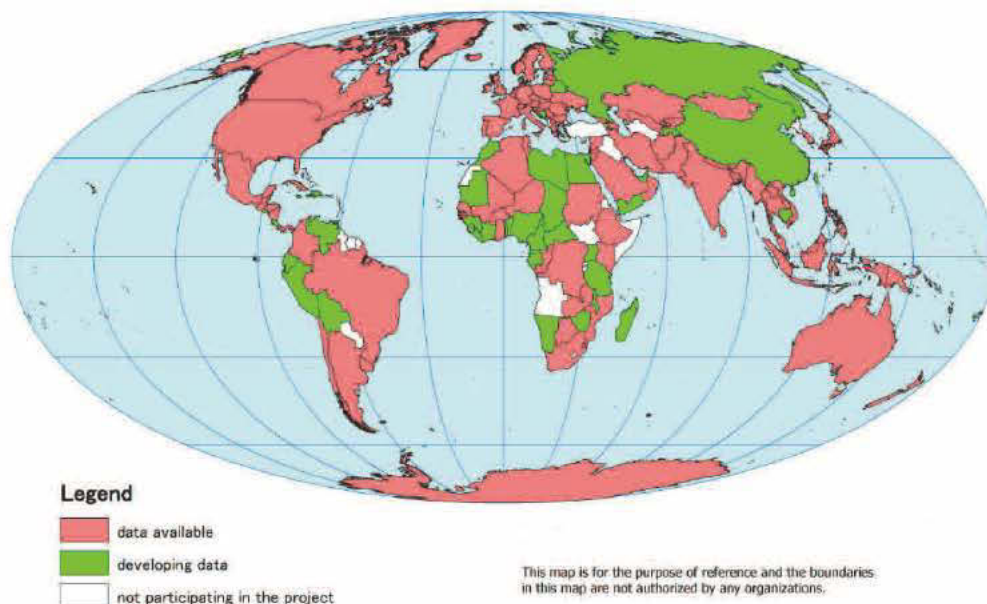 Legend
data available
developing data
not participating in the project
This map is for the purpose of reference and the boundaries
in this map are not authorized by any organizations.